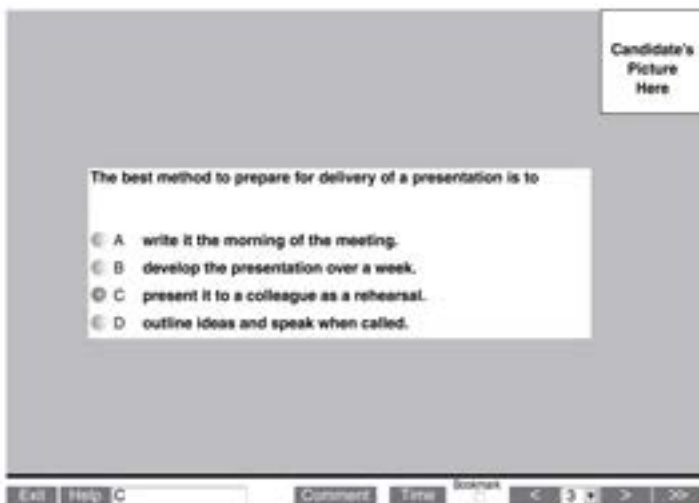 Candidate's
Picture
Here
The best method to prepare for delivery of a presentation is to
A write it the morning of the meeting.
B develop the presentation over a week.
C present it to a colleague as a rehearsal.
D outline ideas and speak when called.
Bookmark
Exit Help C Comment Time < 3 > >>